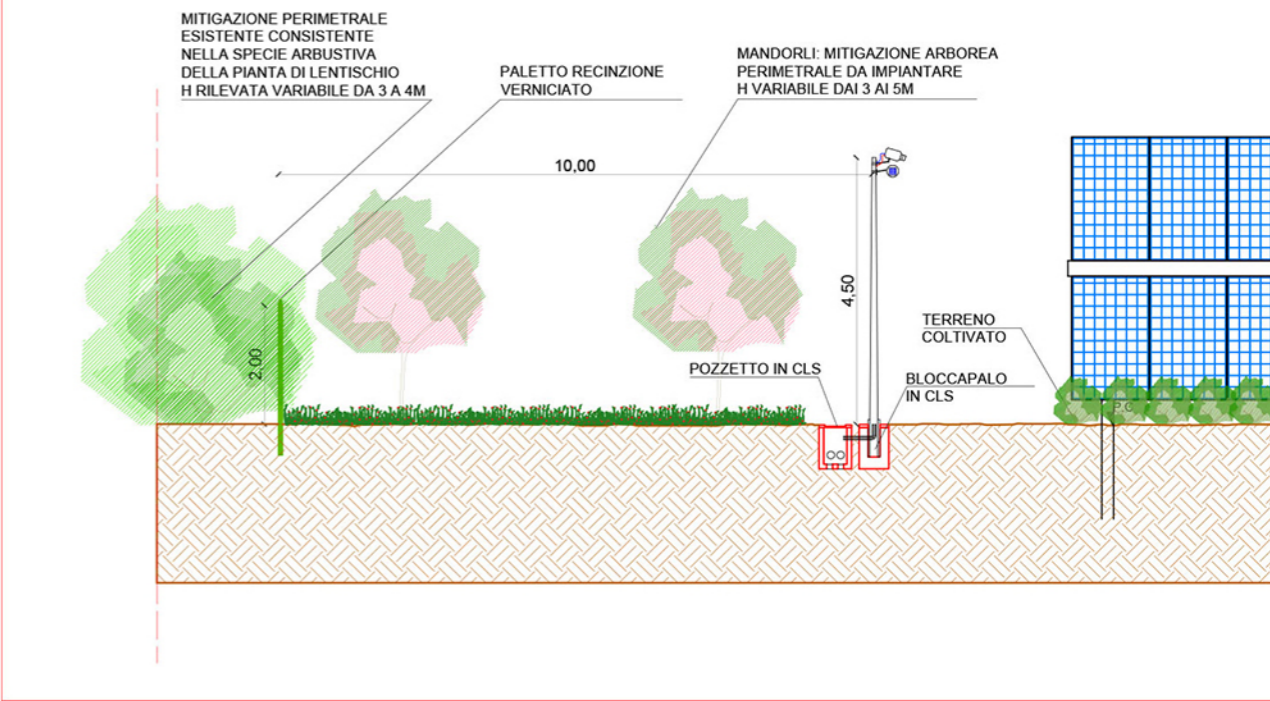 MITIGAZIONE PERIMETRALE
ESISTENTE CONSISTENTE
NELLA SPECIE ARBUSTIVA
DELLA PIANTA DI LENTISCHIO
H RILEVATA VARIABILE DA 3 A 4M
PALETTO RECINZIONE
VERNICIATO
MANDORLI: MITIGAZIONE ARBOREA
PERIMETRALE DA IMPIANTARE
H VARIABILE DAI 3 AI 5M
10,00
4,50
2,00
TERRENO
COLTIVATO
POZZETTO IN CLS
BLOCCAPALO
IN CLS
P.C